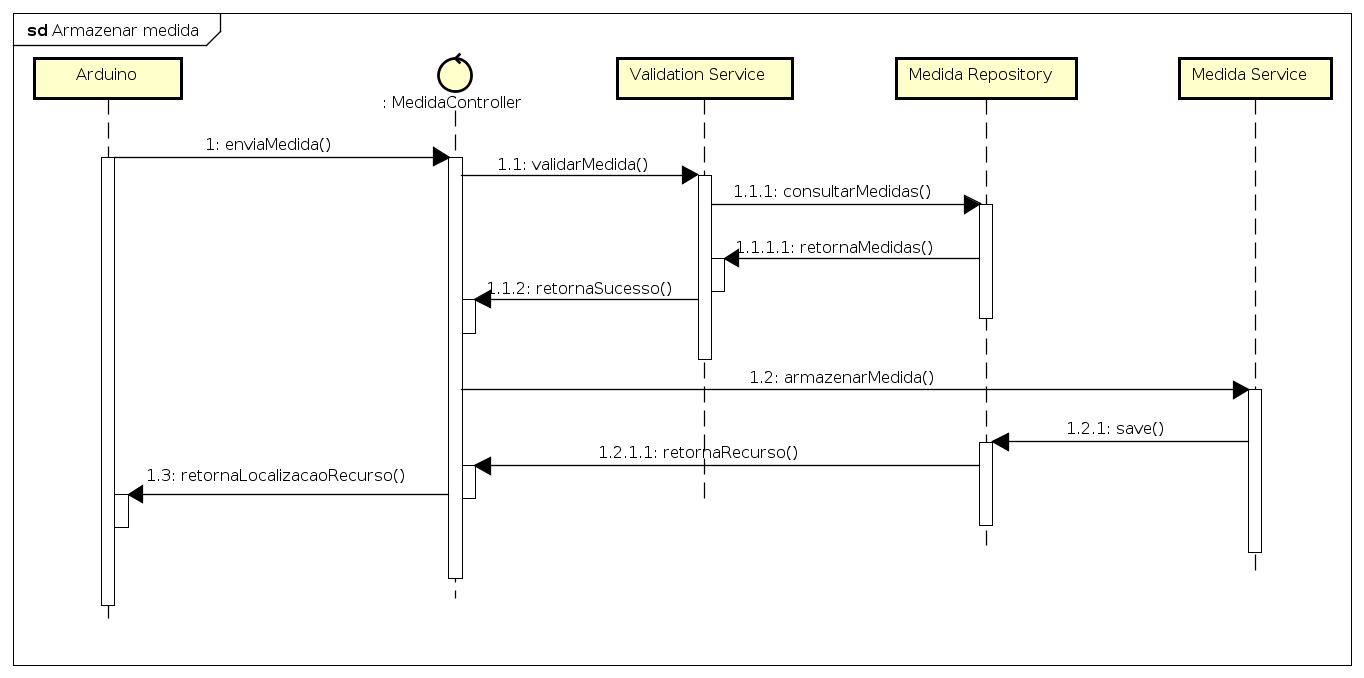 sd Armazenar medida
Arduino
: MedidaController
Validation Service
Medida Repository
Medida Service
1: enviaMedida()
1.1: validarMedida()
1.1.1: consultarMedidas()
1.1.1.1: retornaMedidas()
1.1.2: retornaSucesso()
1.2: armazenarMedida()
1.2.1: save()
1.2.1.1: retornaRecurso()
1.3: retornaLocalizacaoRecurso()